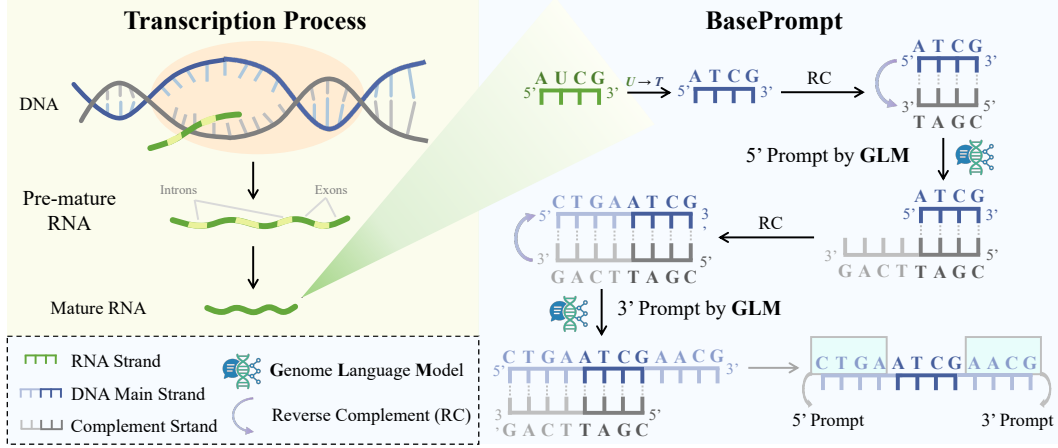 Transcription Process
DNA
Introns
Exons
Pre-mature
RNA
Mature RNA
RNA Strand
DNA Main Strand
Complement Srtand
Genome Language Model
Reverse Complement (RC)
BasePrompt
A U C G
5’ 3’
U → T
A T C G
5’ 3’
RC
A T C G
5’ 3’
3’ 5’
T A G C
5’ Prompt by GLM
A T C G
5’ 3’
3’ 5’
G A C T T A G C
RC
C T G A A T C G
5’ 3’
3’ 5’
G A C T T A G C
3’ Prompt by GLM
C T G A A T C G A A C G
5’ 3’
3’ 5’
G A C T T A G C
C T G A A T C G A A C G
5’ Prompt 3’ Prompt